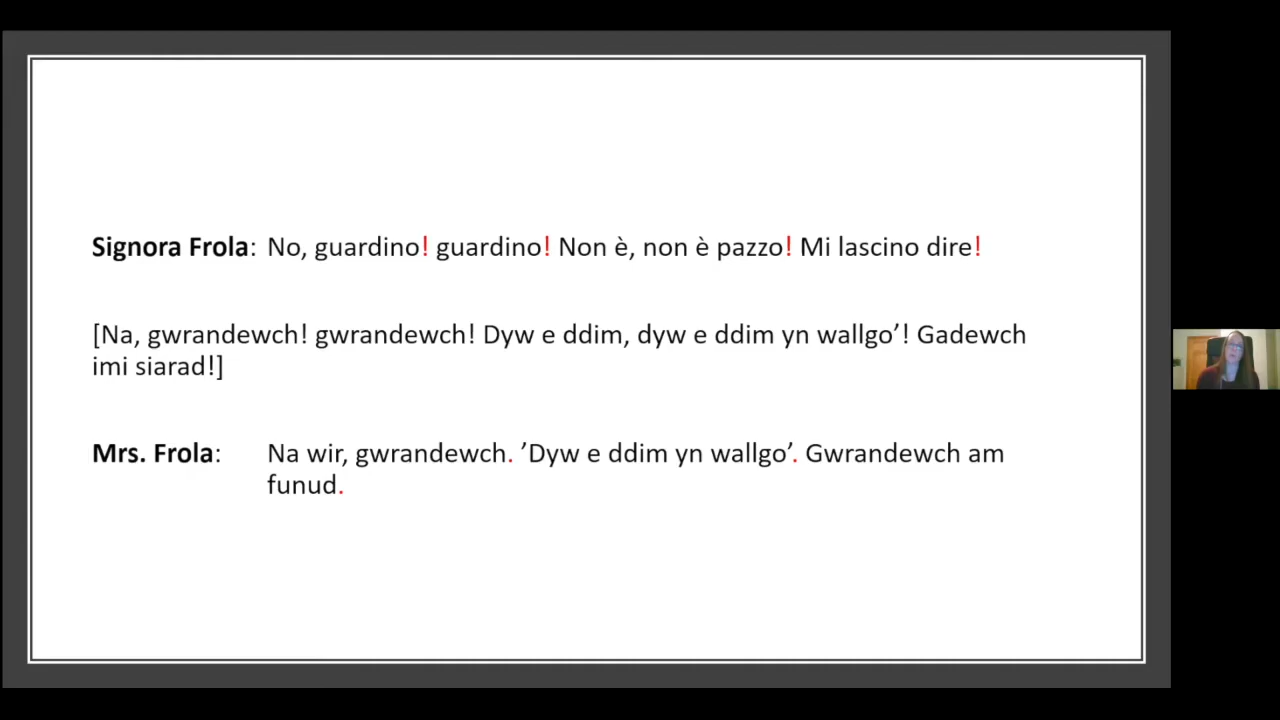 Signora Frola: No, guardino! guardino! Non è, non è pazzo! Mi lascino dire!
[Na, gwrandewch! gwrandewch! Dyw e ddim, dyw e ddim yn wallgo’! Gadewch
imi siarad!]
Mrs. Frola: Na wir, gwrandewch. ’Dyw e ddim yn wallgo’. Gwrandewch am
funud.